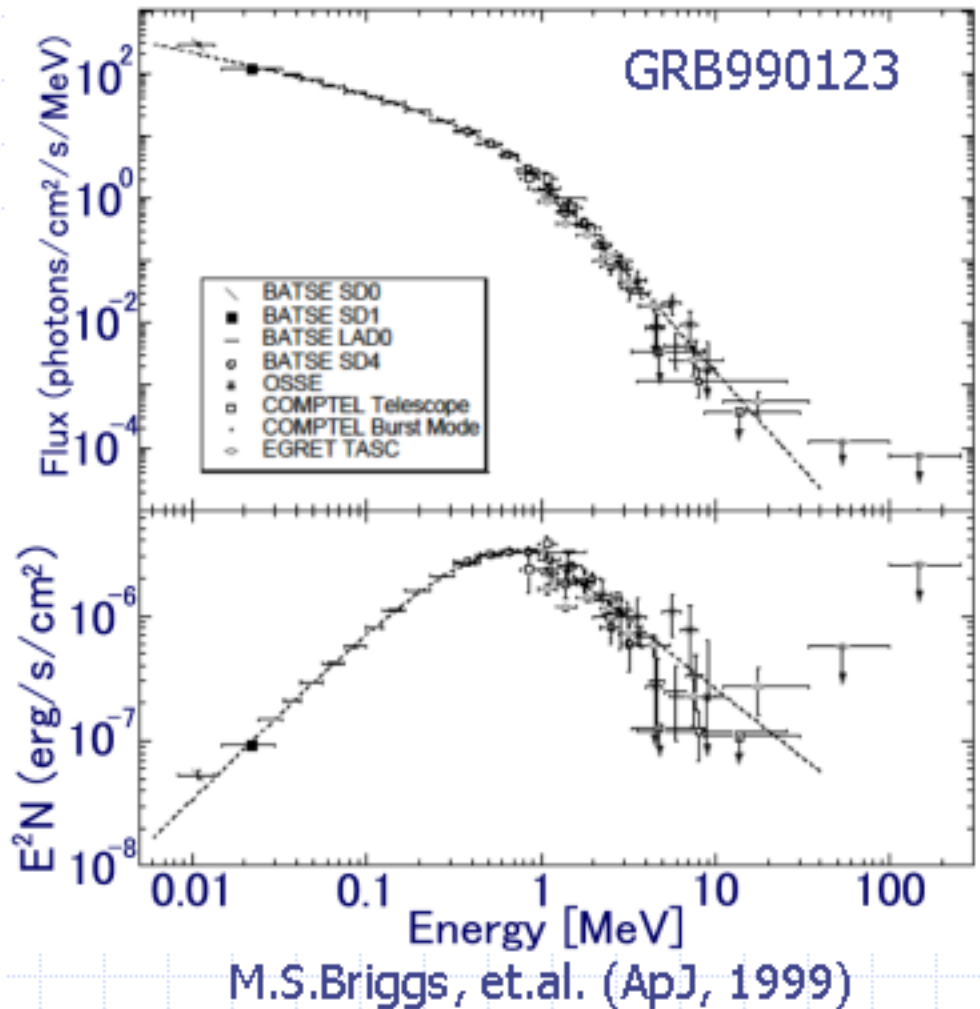 GRB990123
Flux (photons/cm²/s/MeV)
10²
10⁰
10⁻²
10⁻⁴
BATSE SD0
BATSE SD1
BATSE LAD0
BATSE SD4
OSSE
COMPTEL Telescope
COMPTEL Burst Mode
EGRET TASC
E²N (erg/s/cm²)
10⁻⁶
10⁻⁷
10⁻⁸
0.01 0.1 1 10 100
Energy [MeV]
M.S.Briggs, et.al. (ApJ, 1999)